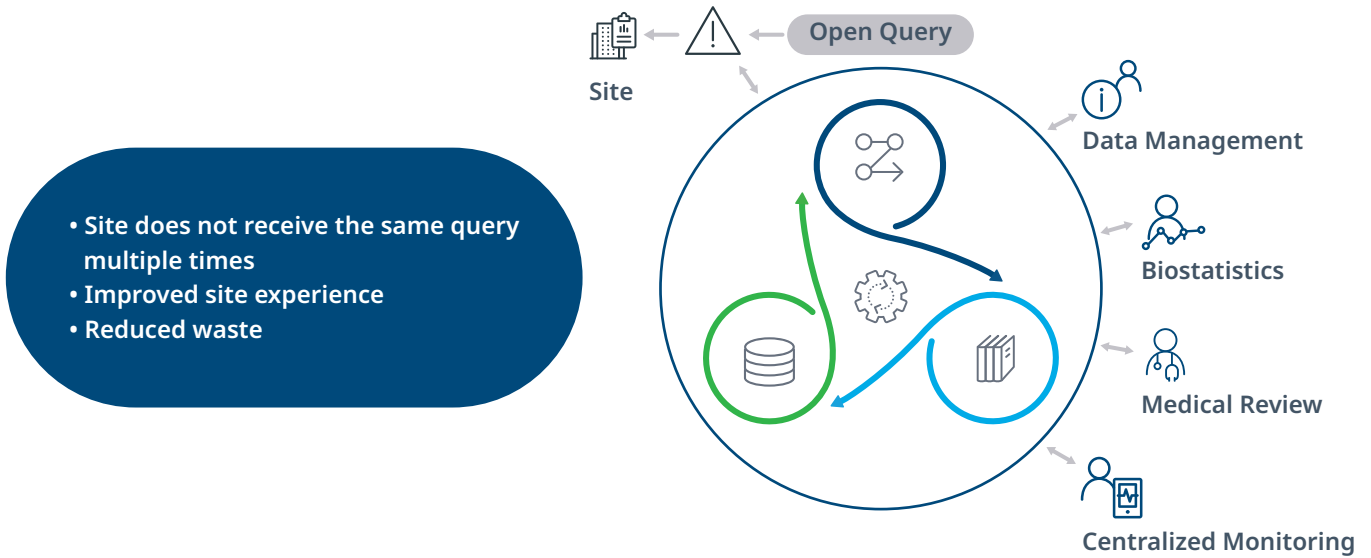 Open Query
Site
Data Management
• Site does not receive the same query
multiple times
• Improved site experience
• Reduced waste
Biostatistics
Medical Review
Centralized Monitoring